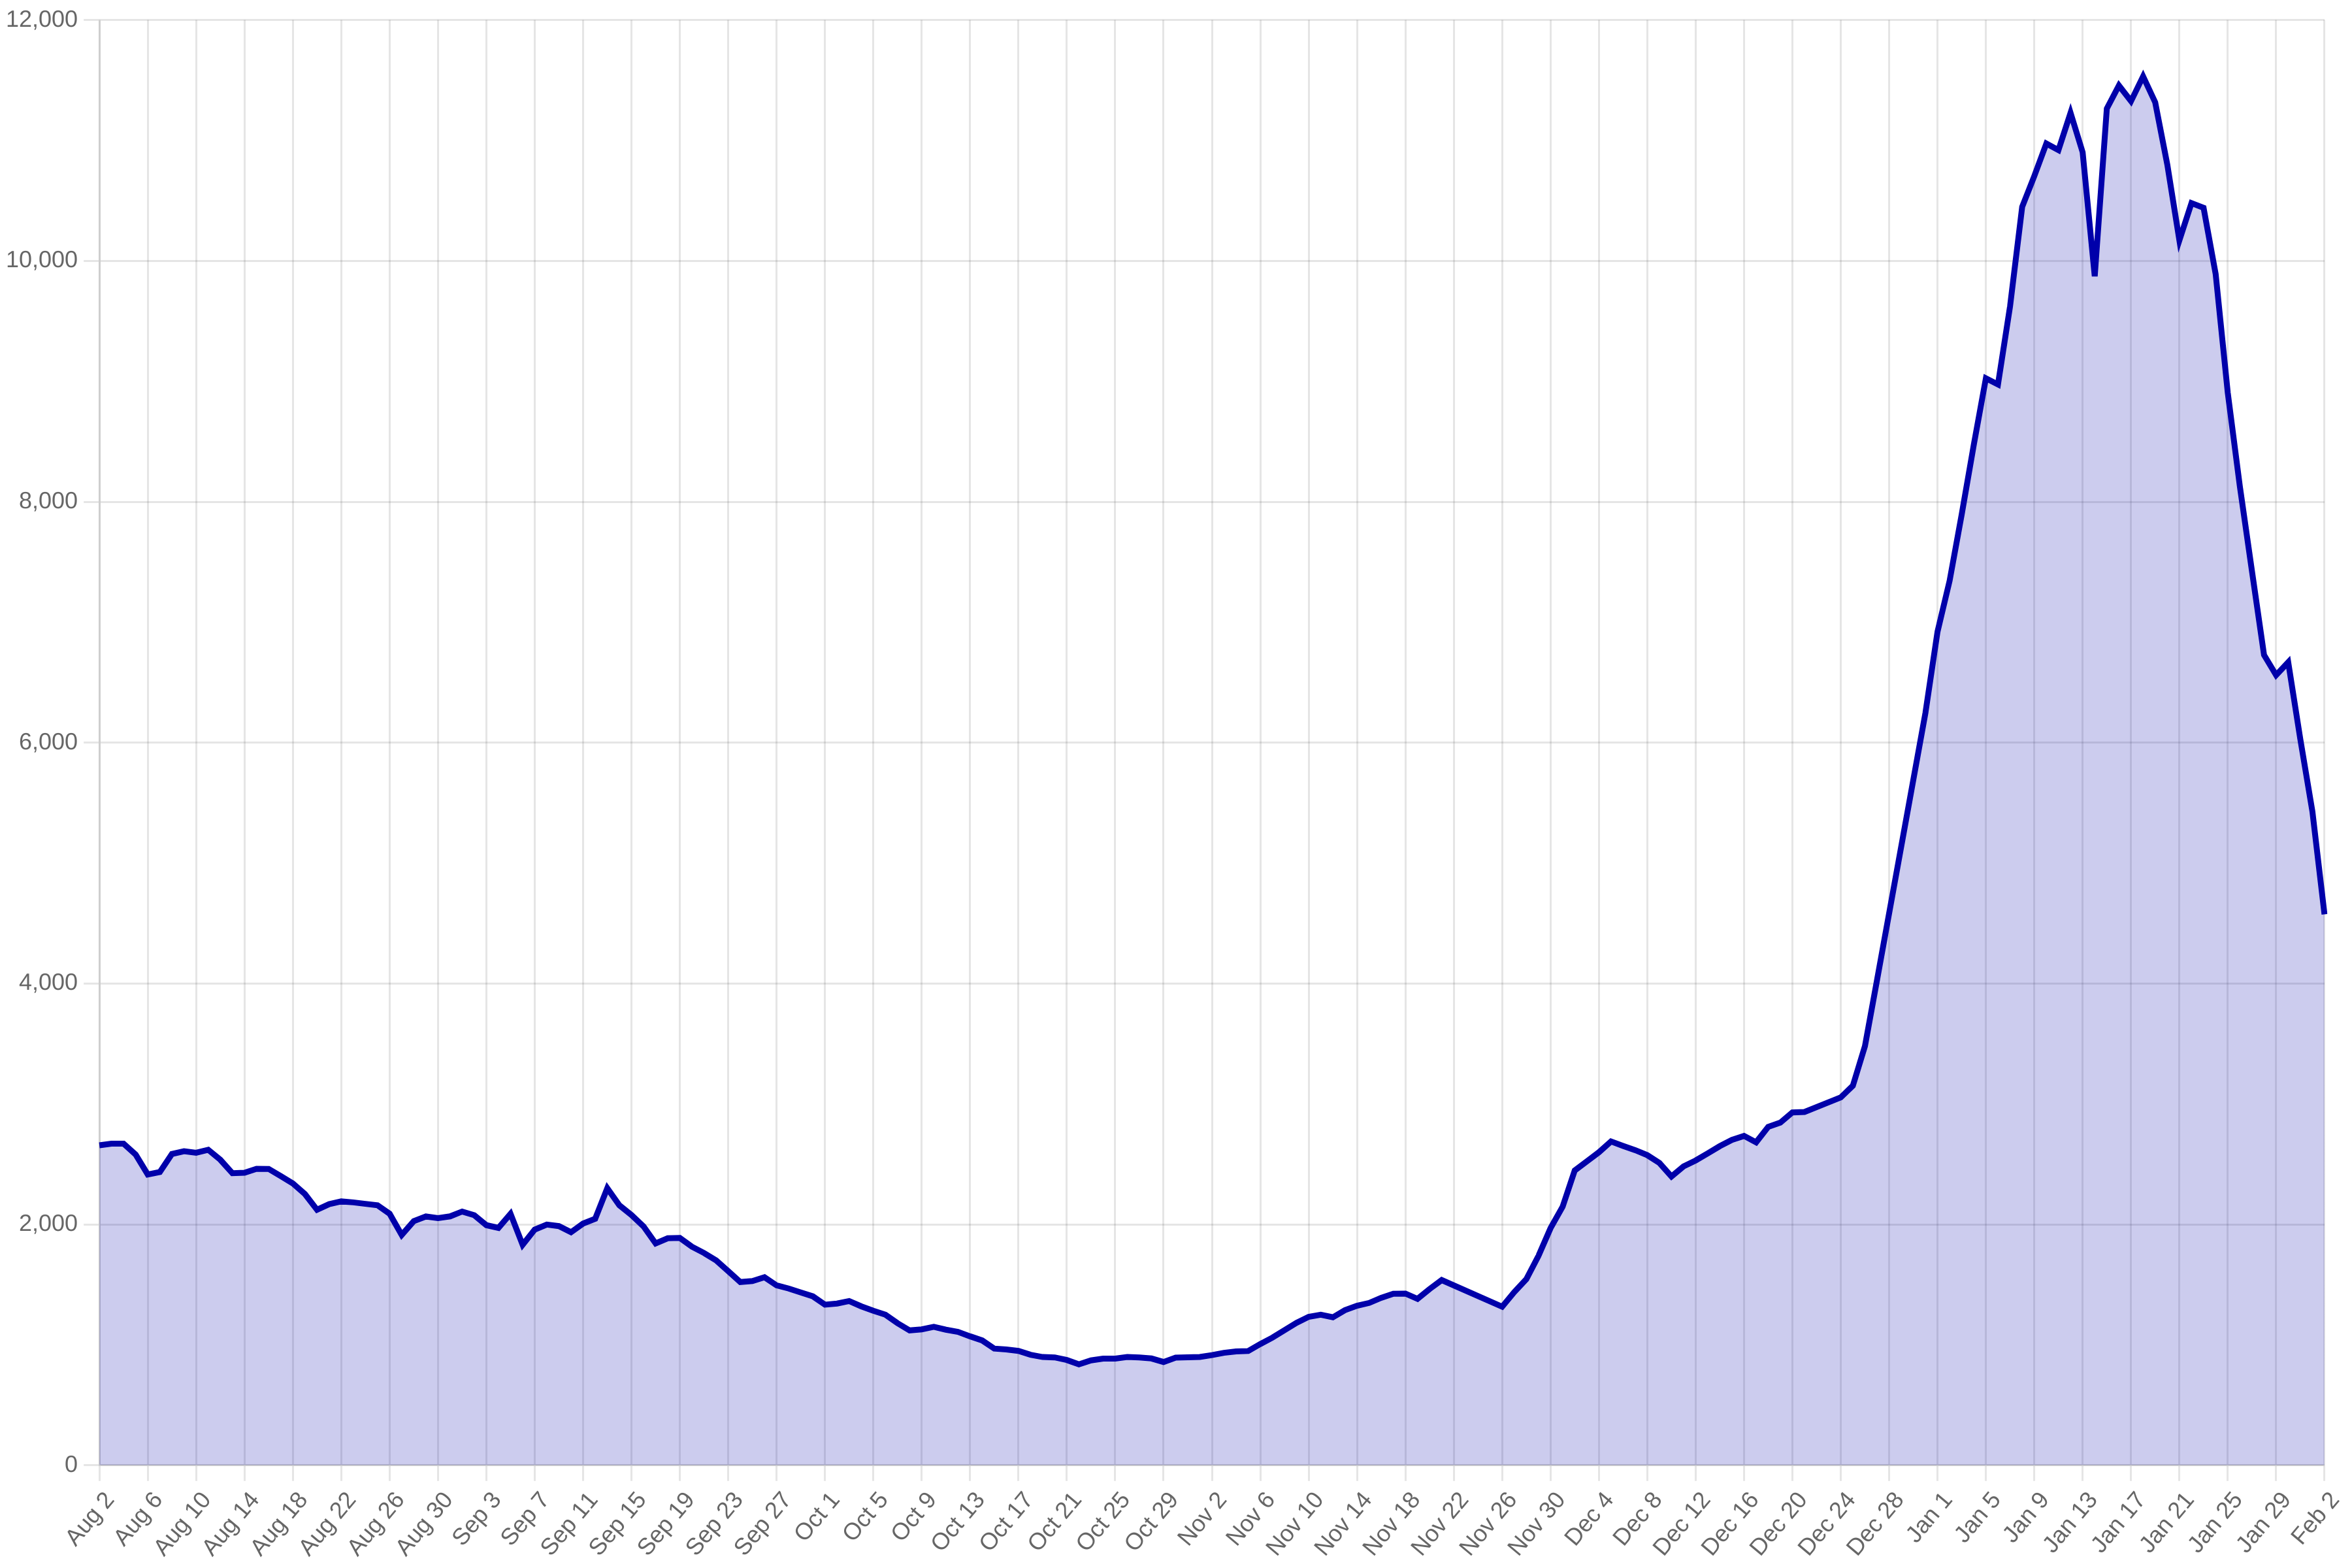 12,000
10,000
8,000
6,000
4,000
2,000
0
Aug 2
Aug 6
Aug 10
Aug 14
Aug 18
Aug 22
Aug 26
Aug 30
Sep 3
Sep 7
Sep 11
Sep 15
Sep 19
Sep 23
Sep 27
Oct 1
Oct 5
Oct 9
Oct 13
Oct 17
Oct 21
Oct 25
Oct 29
Nov 2
Nov 6
Nov 10
Nov 14
Nov 18
Nov 22
Nov 26
Nov 30
Dec 4
Dec 8
Dec 12
Dec 16
Dec 20
Dec 24
Dec 28
Jan 1
Jan 5
Jan 9
Jan 13
Jan 17
Jan 21
Jan 25
Jan 29
Feb 2